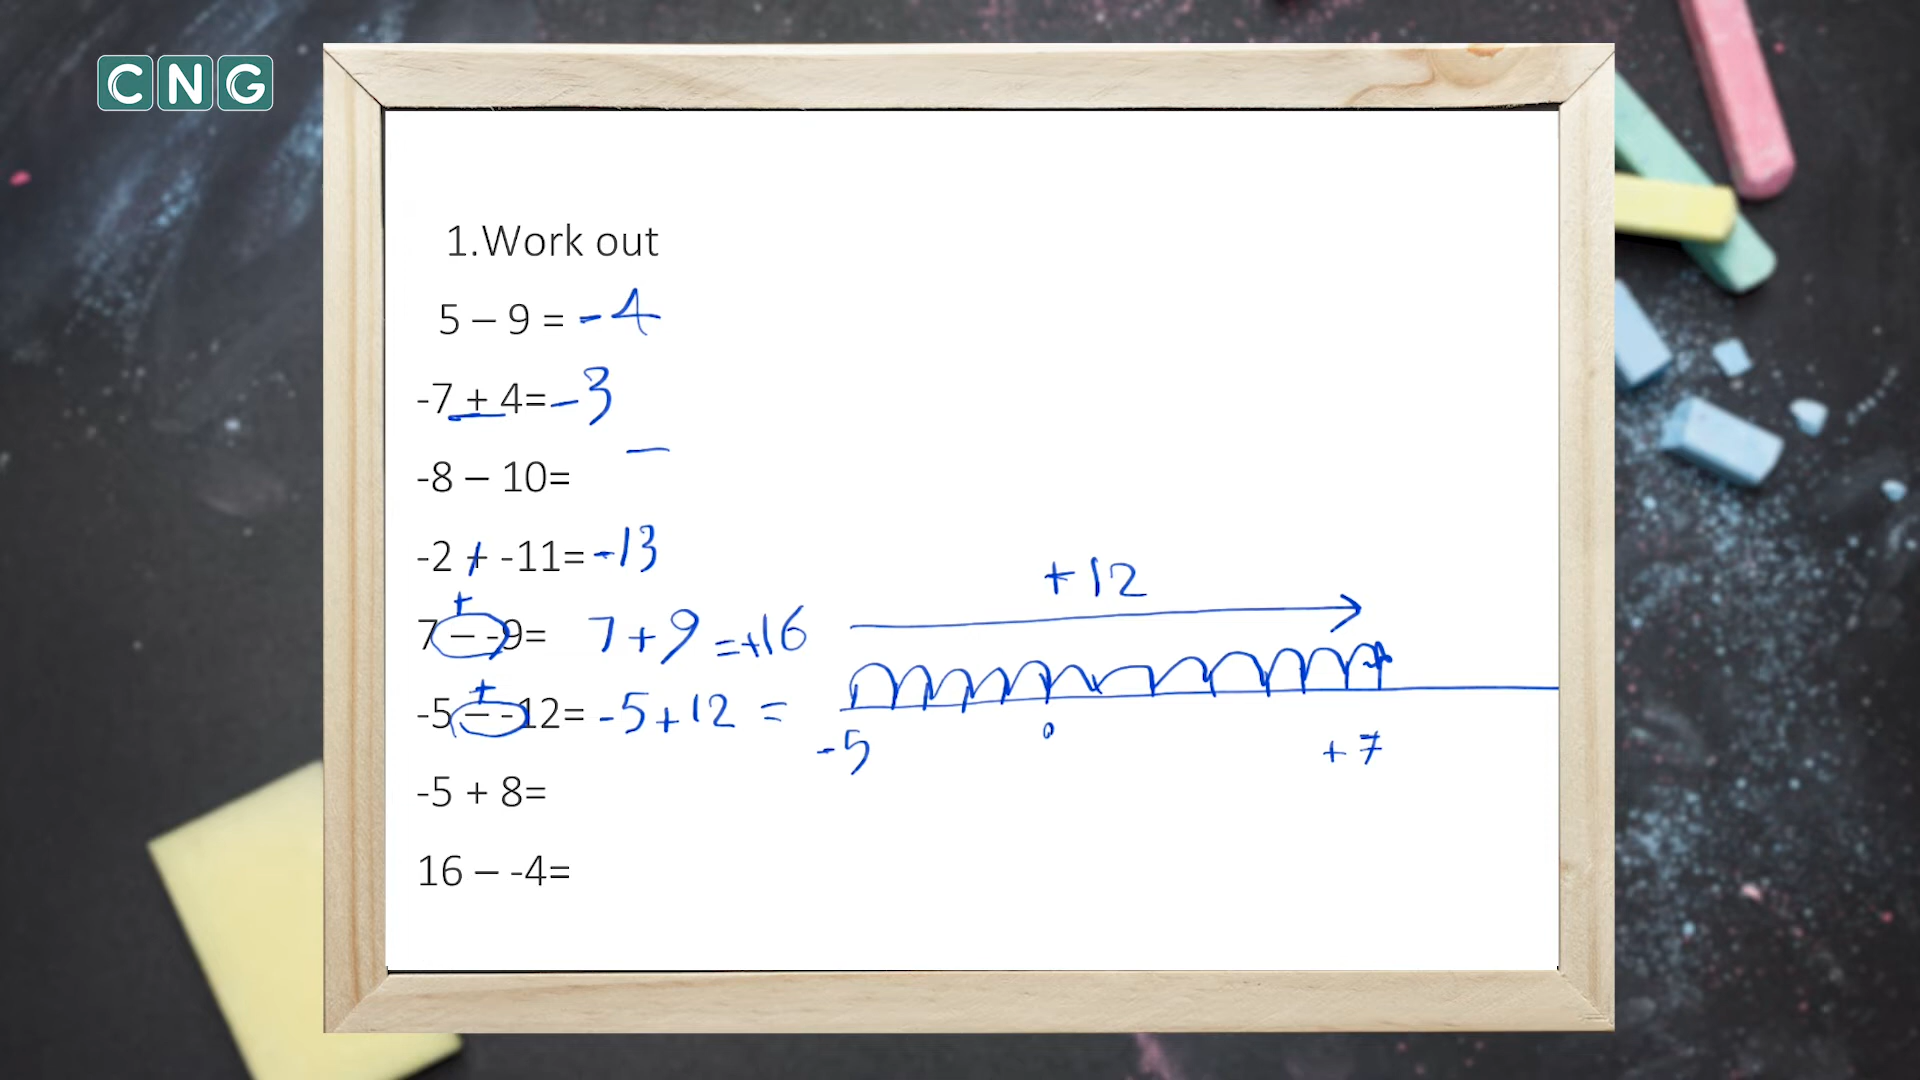 CNG
1.Work out
5 – 9 = -4
-7 + 4= -3
-8 – 10= –
-2 + -11= -13
+
7 – -9= 7+9 =+16
+
-5 – -12= -5+12 =
+12
-5 0 +7
-5 + 8=
16 – -4=